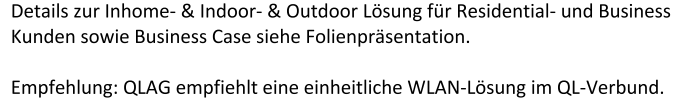 Details zur Inhome- & Indoor- & Outdoor Lösung für Residential- und Business
Kunden sowie Business Case siehe Folienpräsentation.
Empfehlung: QLAG empfiehlt eine einheitliche WLAN-Lösung im QL-Verbund.